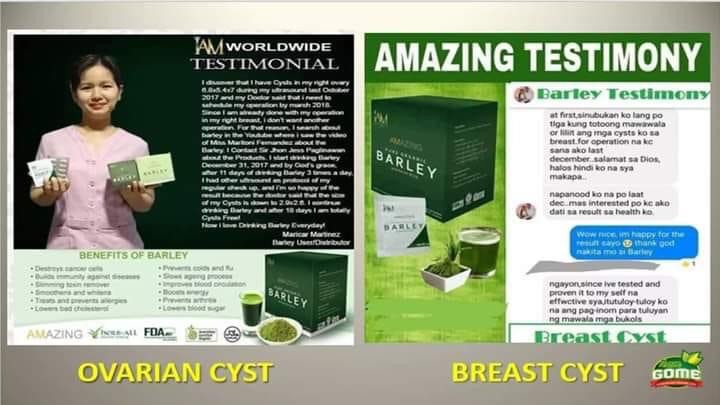 IAM WORLDWIDE
TESTIMONIAL
I discover that I have Cysts in my right ovary
6.8x5.4x7 during my ultrasound last October
2017 and my Doctor said that i need to
schedule my operation by march 2018.
Since I am already done with my operation
in my right breast, i don't want another
operation. For that reason, I search about
barley in the Youtube where i saw the video
of Miss Maritoni Fernandez about the
Barley. I Contact Sir Jhon Jess Paglinawan
about the Products. I start drinking Barley
December 31, 2017 and by God's grace,
after 11 days of drinking Barley 3 times a day,
I had other ultrasound as protocol of my
regular sheck up, and i'm so happy of the
result because the doctor said that the size
of my Cysts is down to 2.9x2.6. I continue
drinking Barley and after 18 days I am totally
Cysts Free!
Now i love Drinking Barley Everyday!
Maricar Martinez
Barley User/Distributor
BENEFITS OF BARLEY
• Destroys cancer cells
• Builds immunity against diseases
• Slimming toxin remover
• Smoothens and whitens
• Treats and prevents allergies
• Lowers bad cholesterol
• Prevents colds and flu
• Slows ageing process
• Improves blood circulation
• Boosts energy
• Prevents arthritis
• Lowers blood sugar
BARLEY
AMAZING
FDA
OVARIAN CYST
AMAZING TESTIMONY
IAM
AMAZING
PURE ORGANIC
BARLEY
BARLEY
Barley Testimony
at first,sinubukan ko lang po
tlga kung totoong mawawala
or liliit ang mga cysts ko sa
breast.for operation na kc
sana ako last
december..salamat sa Dios,
halos hindi ko na sya
makapa..
napanood ko na po laat
dec..mas interested po kc ako
dati sa result sa health ko.
Wow nice, im happy for the
result sayo thank god
nakita mo si Barley
1
ngayon,since ive tested and
proven it to my self na
effwctive sya,itutuloy-tuloy ko
na ang pag-inom para tuluyan
ng mawala mga bukols
Breast Cyst
BREAST CYST
GOME